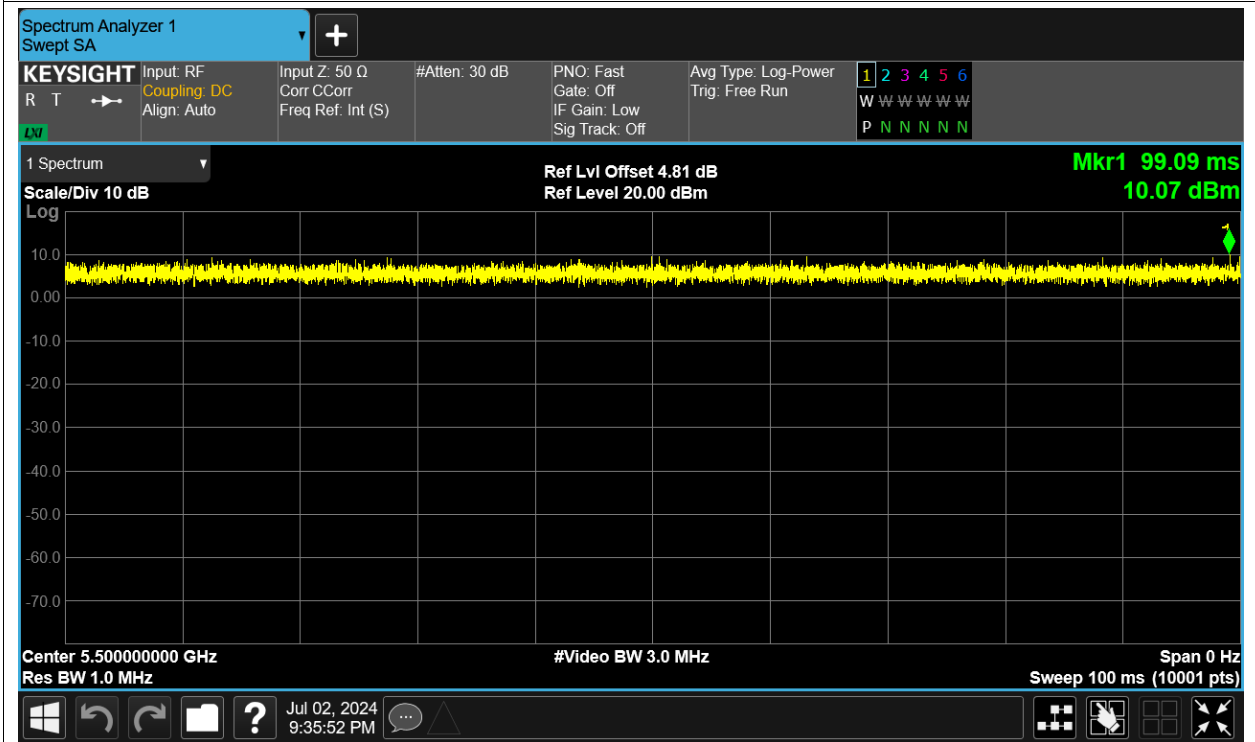 Spectrum Analyzer 1
Swept SA
KEYSIGHT
R T
LXI
Input: RF
Coupling: DC
Align: Auto
Input Z: 50 Ω
Corr CCorr
Freq Ref: Int (S)
#Atten: 30 dB
PNO: Fast
Gate: Off
IF Gain: Low
Sig Track: Off
Avg Type: Log-Power
Trig: Free Run
1 2 3 4 5 6
W W W W W W
P N N N N N
1 Spectrum
Scale/Div 10 dB
Log
Ref Lvl Offset 4.81 dB
Ref Level 20.00 dBm
Mkr1 99.09 ms
10.07 dBm
1
10.0
0.00
-10.0
-20.0
-30.0
-40.0
-50.0
-60.0
-70.0
Center 5.500000000 GHz
Res BW 1.0 MHz
#Video BW 3.0 MHz
Span 0 Hz
Sweep 100 ms (10001 pts)
?
Jul 02, 2024
9:35:52 PM